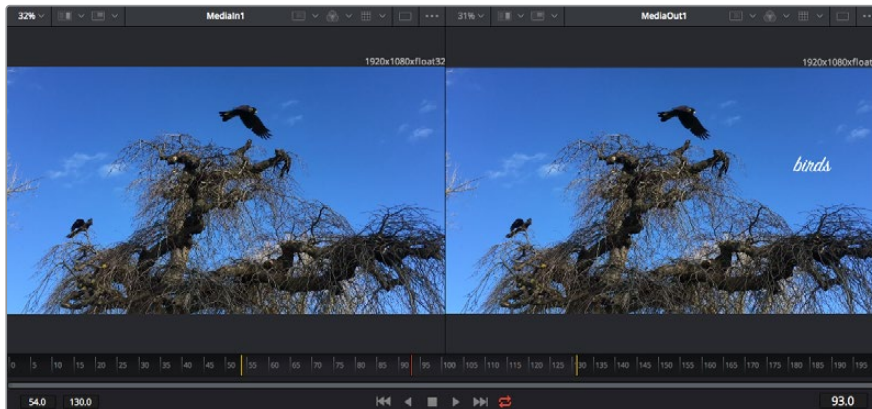 32% MediaIn1
31% MediaOut1
1920x1080xfloat32
1920x1080xfloat
birds
0 5 10 15 20 25 30 35 40 45 50 55 60 65 70 75 80 85 90 95 100 105 110 115 120 125 130 135 140 145 150 155 160 165 170 175 180 185 190 195
54.0 130.0 93.0